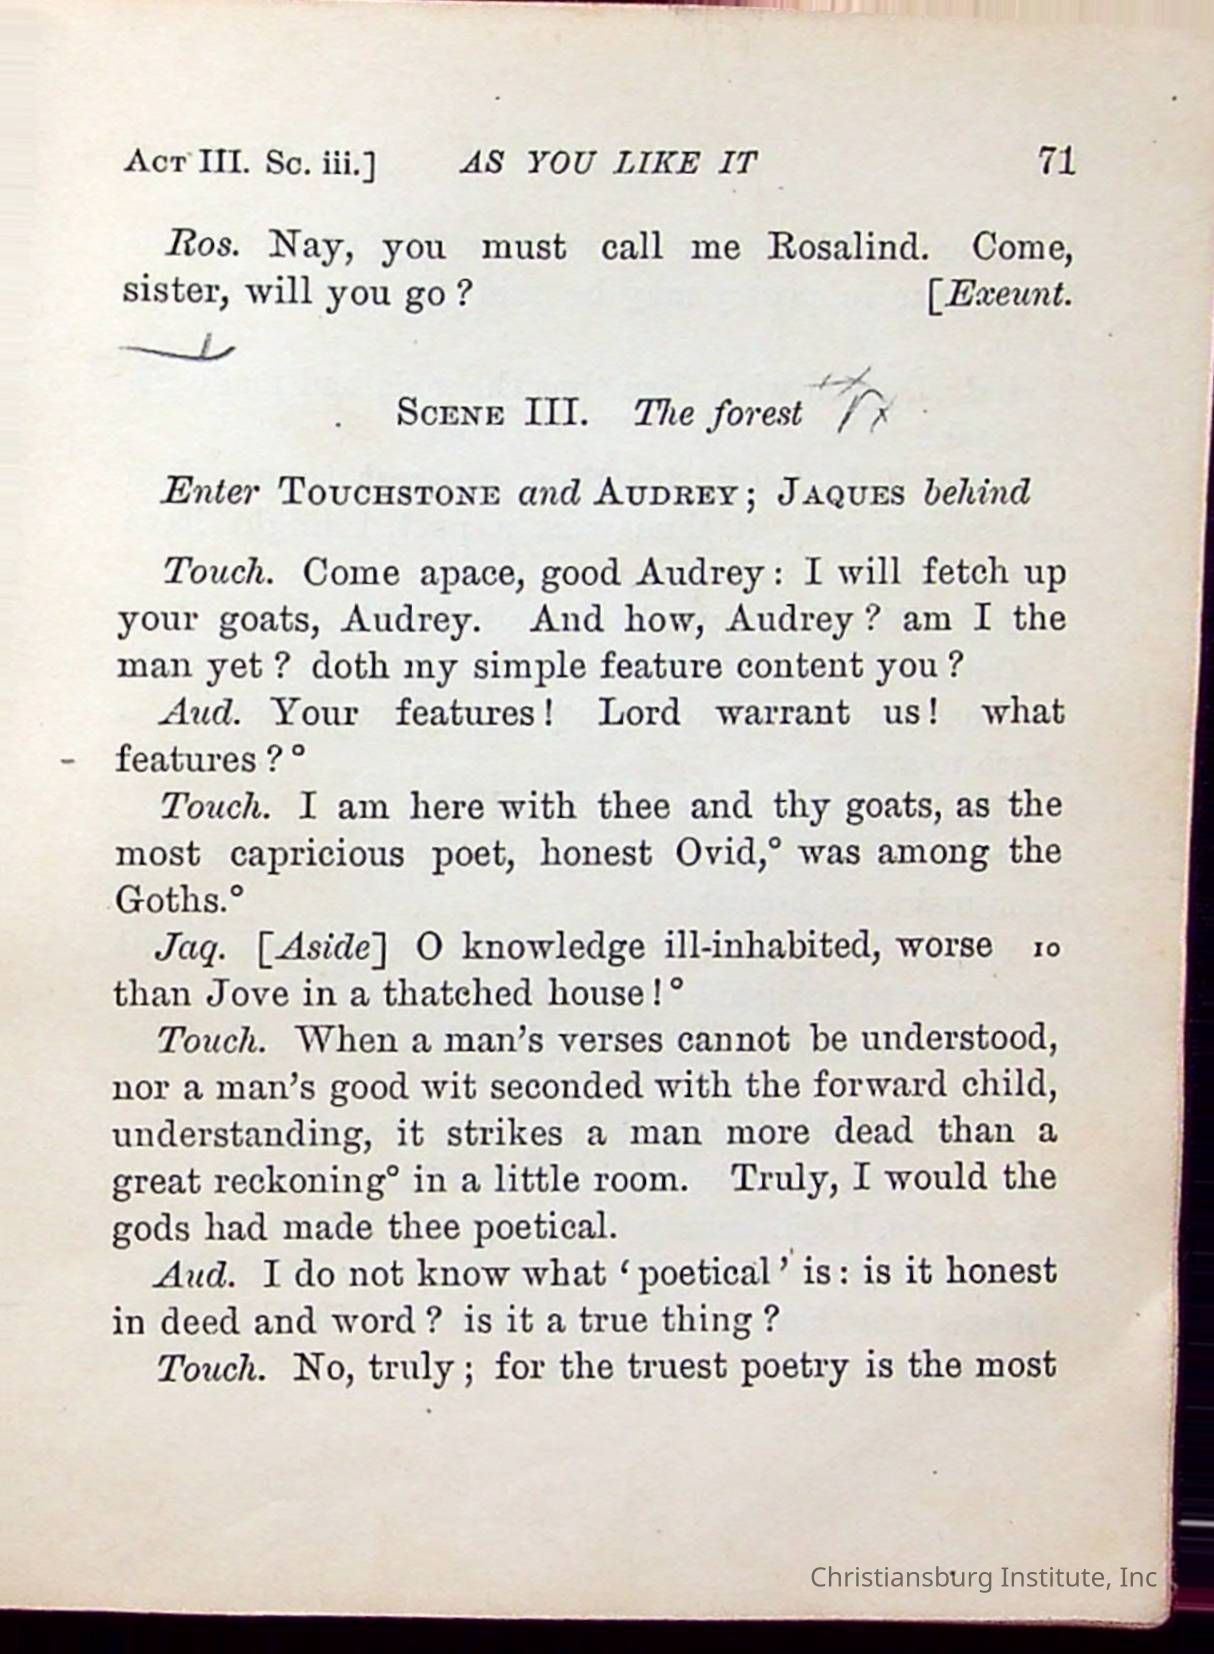 ACT III. Sc. iii.] AS YOU LIKE IT 71
Ros. Nay, you must call me Rosalind. Come,
sister, will you go? [Exeunt.
SCENE III. The forest
Enter TOUCHSTONE and AUDREY; JAQUES behind
Touch. Come apace, good Audrey: I will fetch up
your goats, Audrey. And how, Audrey? am I the
man yet? doth my simple feature content you?
Aud. Your features! Lord warrant us! what
features?°
Touch. I am here with thee and thy goats, as the
most capricious poet, honest Ovid,° was among the
Goths.°
Jaq. [Aside] O knowledge ill-inhabited, worse 10
than Jove in a thatched house!°
Touch. When a man's verses cannot be understood,
nor a man's good wit seconded with the forward child,
understanding, it strikes a man more dead than a
great reckoning° in a little room. Truly, I would the
gods had made thee poetical.
Aud. I do not know what ‘poetical’ is: is it honest
in deed and word? is it a true thing?
Touch. No, truly; for the truest poetry is the most
Christiansburg Institute, Inc